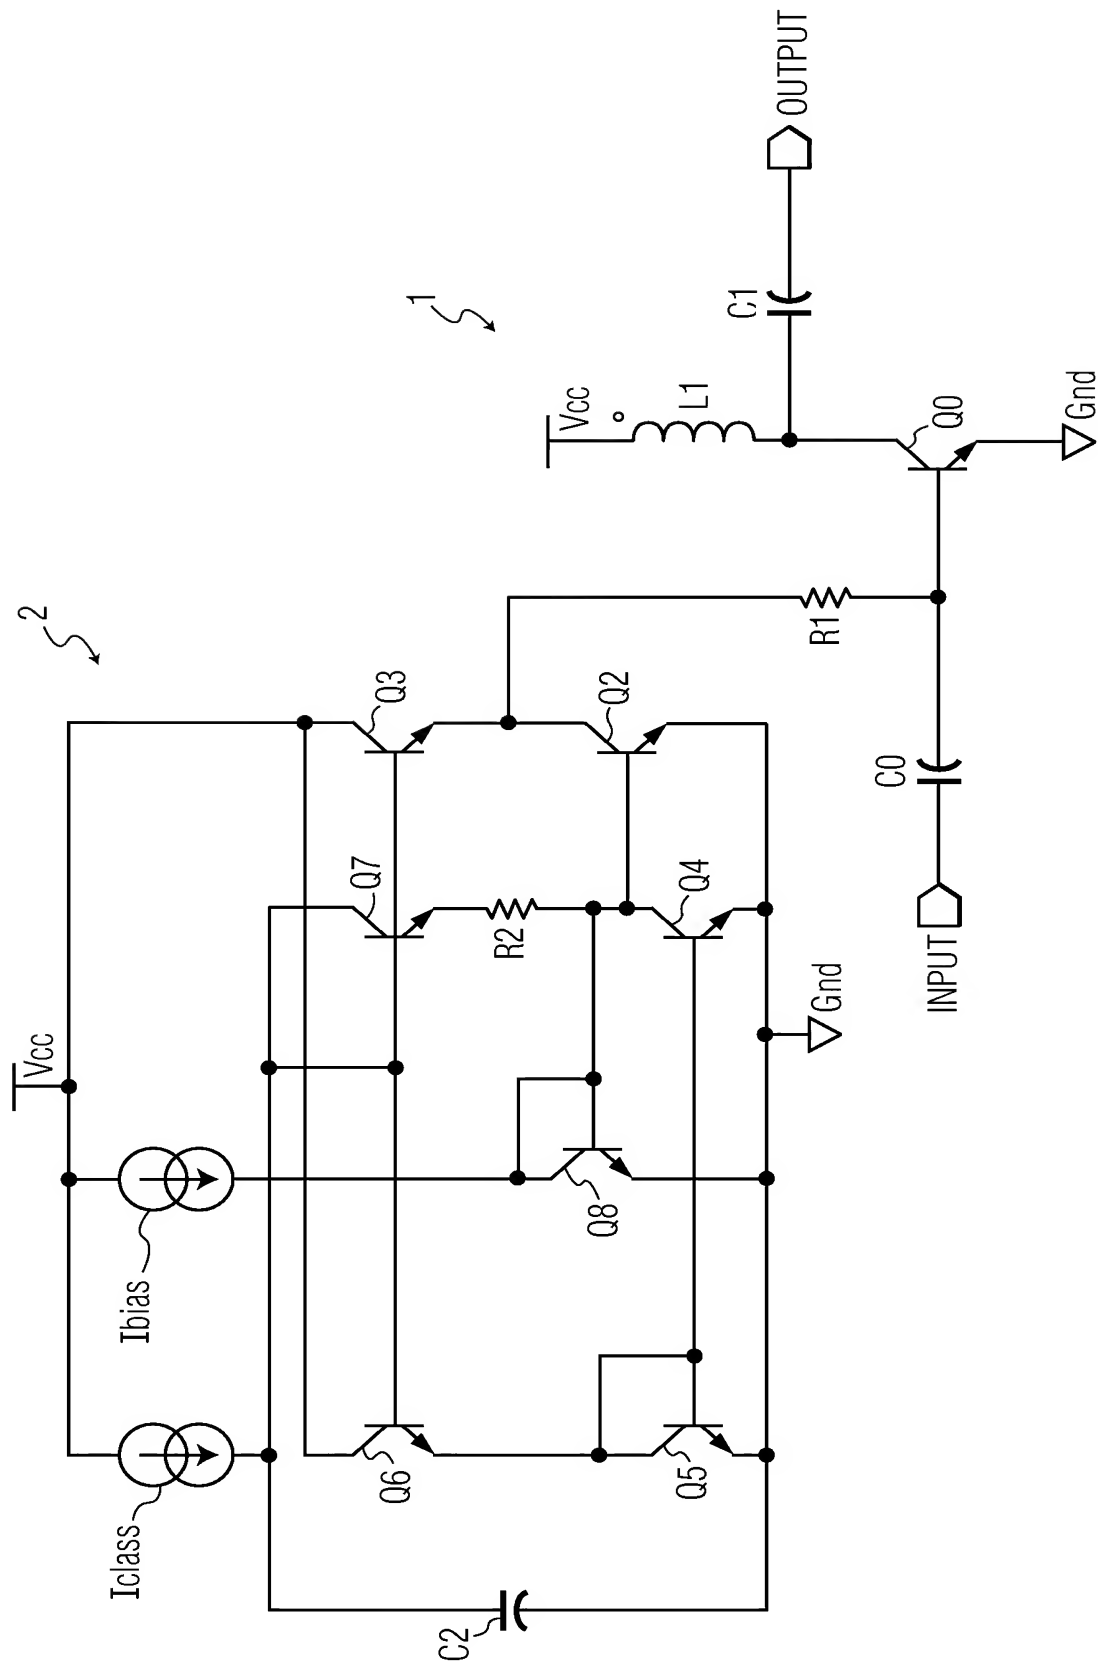 OUTPUT
1
C1
Vcc
L1
Q0
Gnd
2
R1
Q3
Q2
C0
Q7
R2
Q4
INPUT
Vcc
Gnd
Ibias
Q8
Iclass
Q6
Q5
C2